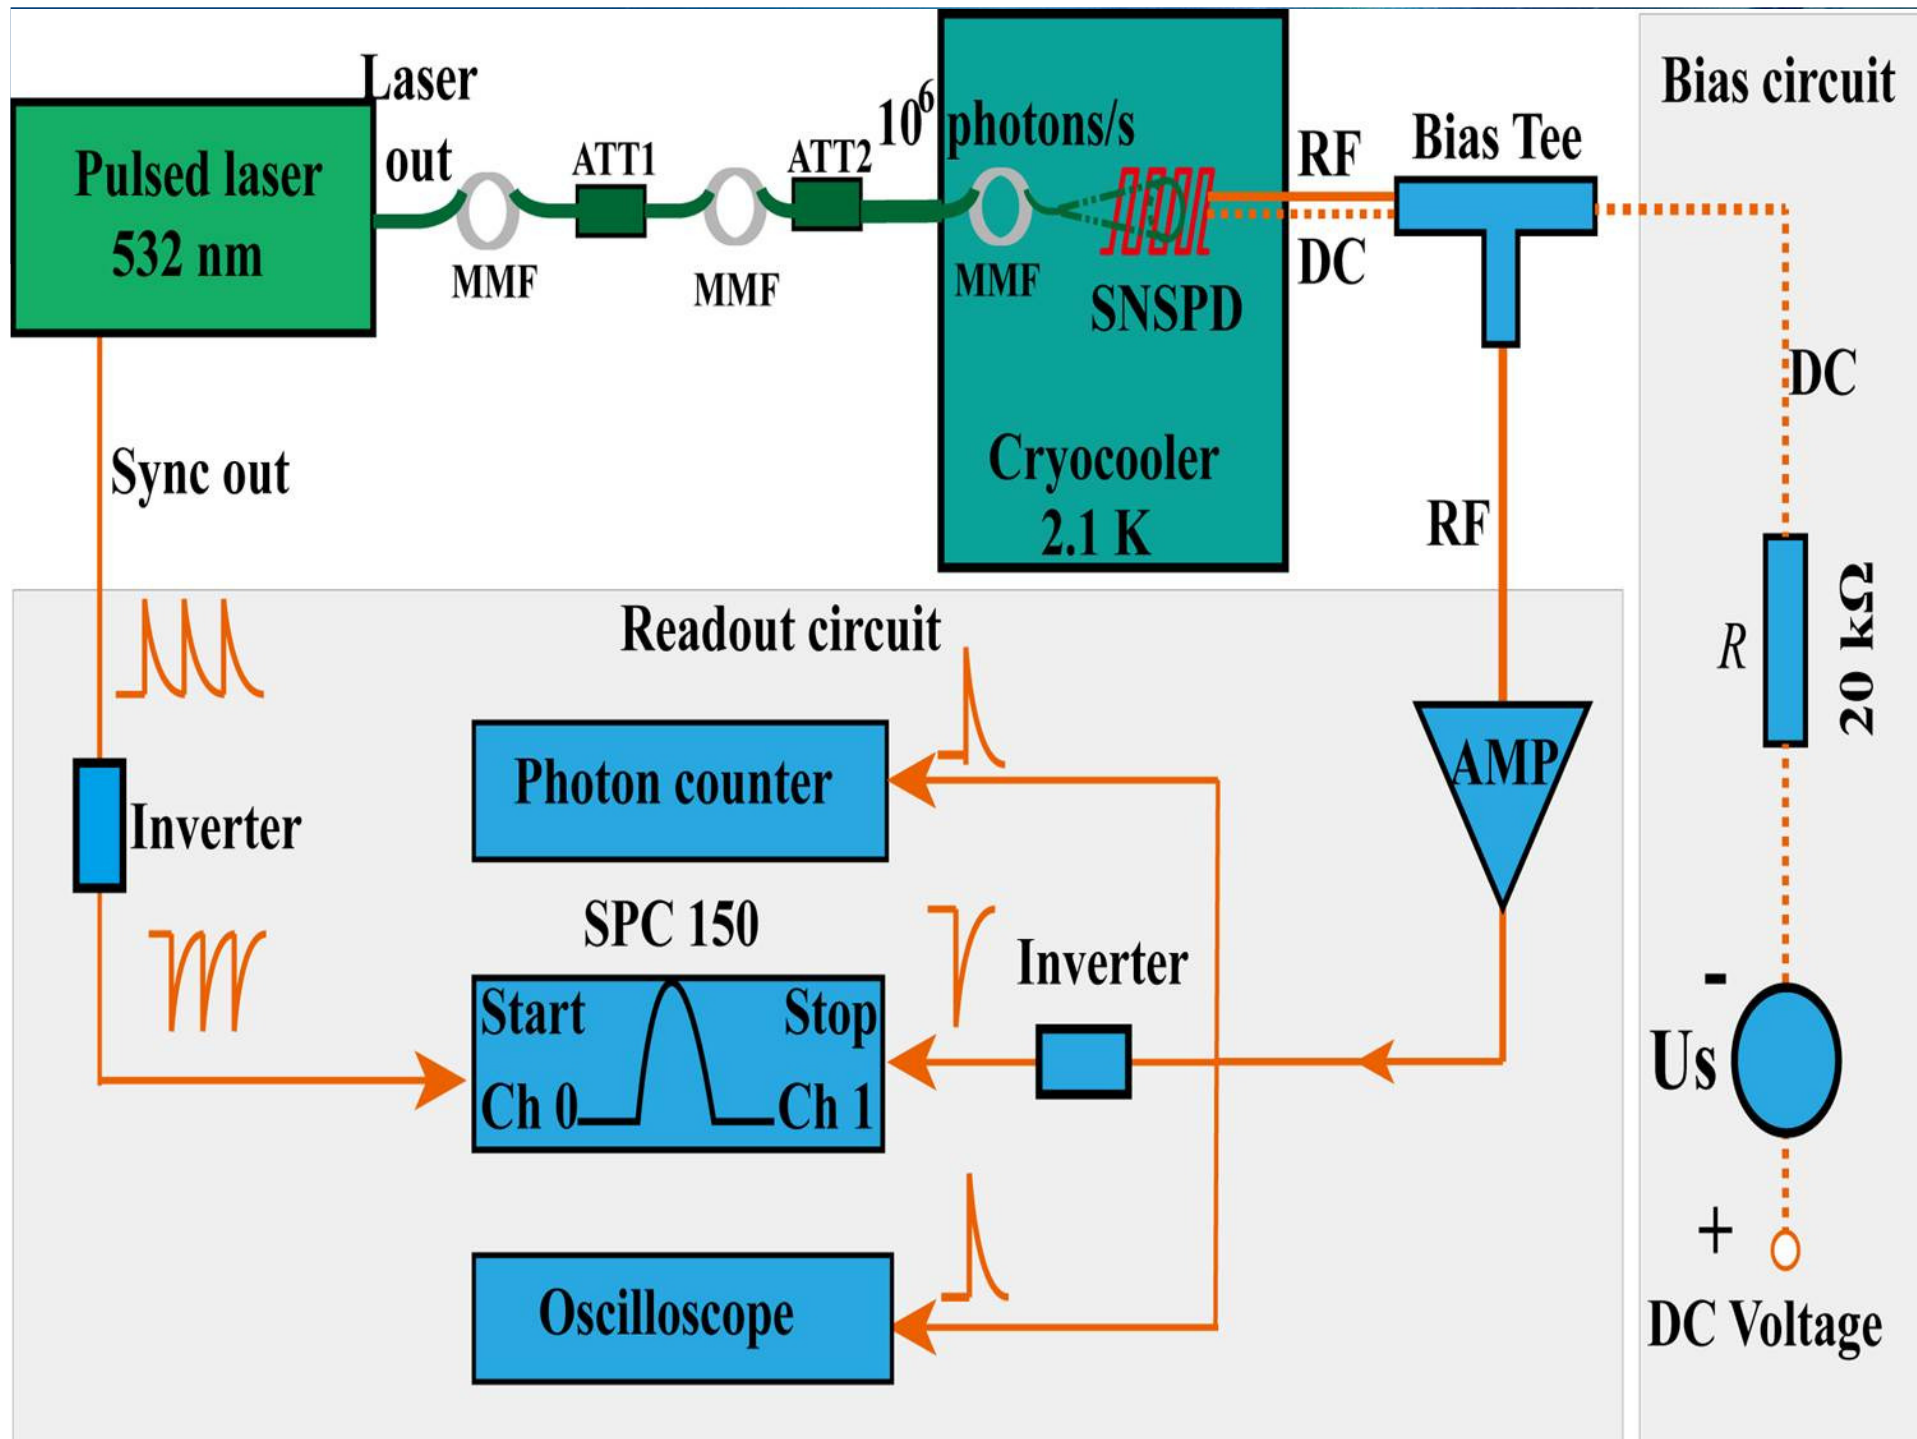 Laser
out
Pulsed laser
532 nm
MMF
ATT1
MMF
ATT2
10⁶ photons/s
MMF
SNSPD
Cryocooler
2.1 K
RF
DC
Bias Tee
RF
Bias circuit
DC
R
20 kΩ
-
Us
+
DC Voltage
Sync out
Readout circuit
Inverter
Photon counter
AMP
SPC 150
Start
Stop
Ch 0
Ch 1
Inverter
Oscilloscope